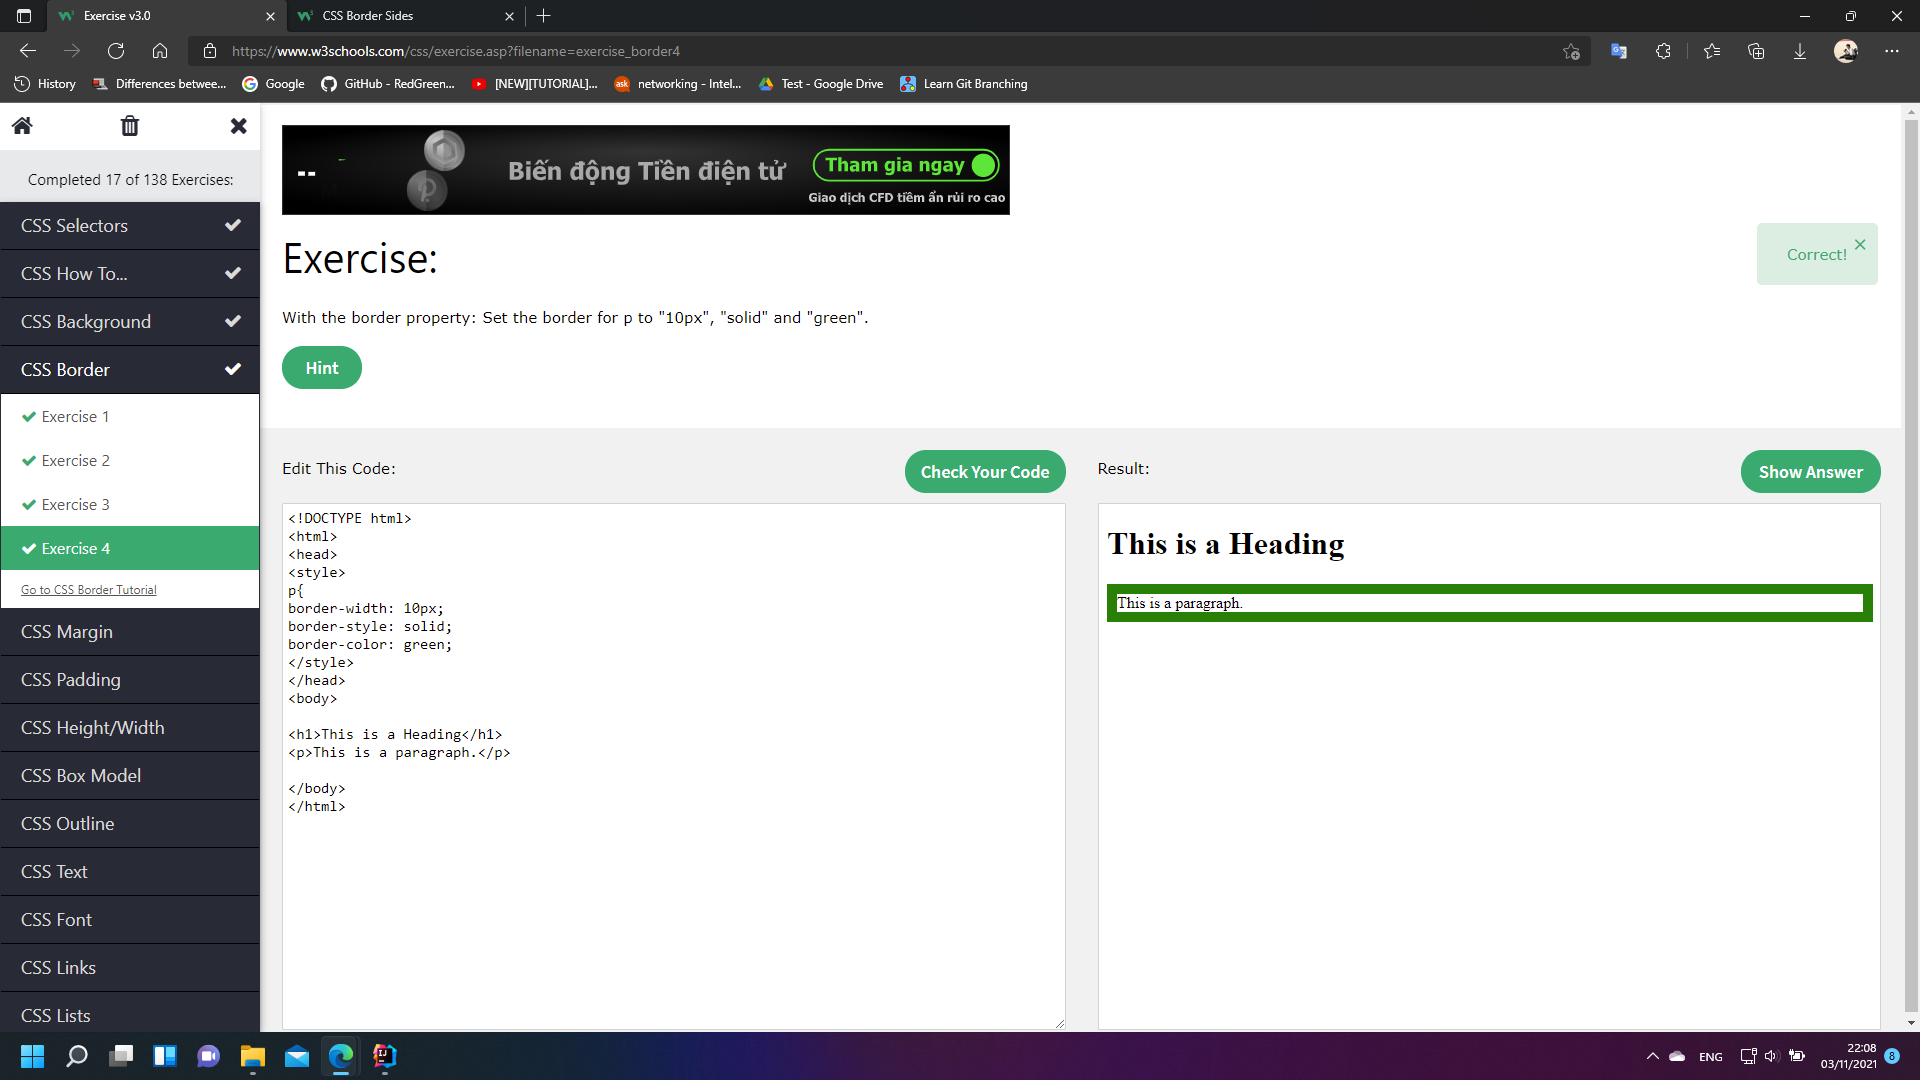 Exercise v3.0
CSS Border Sides
https://www.w3schools.com/css/exercise.asp?filename=exercise_border4
History
Differences betwee...
Google
GitHub - RedGreen...
[NEW][TUTORIAL]...
networking - Intel...
Test - Google Drive
Learn Git Branching
Completed 17 of 138 Exercises:
CSS Selectors
CSS How To...
CSS Background
CSS Border
Exercise 1
Exercise 2
Exercise 3
Exercise 4
Go to CSS Border Tutorial
CSS Margin
CSS Padding
CSS Height/Width
CSS Box Model
CSS Outline
CSS Text
CSS Font
CSS Links
CSS Lists
--
Biến động Tiền điện tử
Tham gia ngay
Giao dịch CFD tiềm ẩn rủi ro cao
Exercise:
Correct!
With the border property: Set the border for p to "10px", "solid" and "green".
Hint
Edit This Code:
Check Your Code
<!DOCTYPE html>
<html>
<head>
<style>
p{
border-width: 10px;
border-style: solid;
border-color: green;
</style>
</head>
<body>
<h1>This is a Heading</h1>
<p>This is a paragraph.</p>
</body>
</html>
Result:
Show Answer
This is a Heading
This is a paragraph.
ENG
22:08
03/11/2021
8